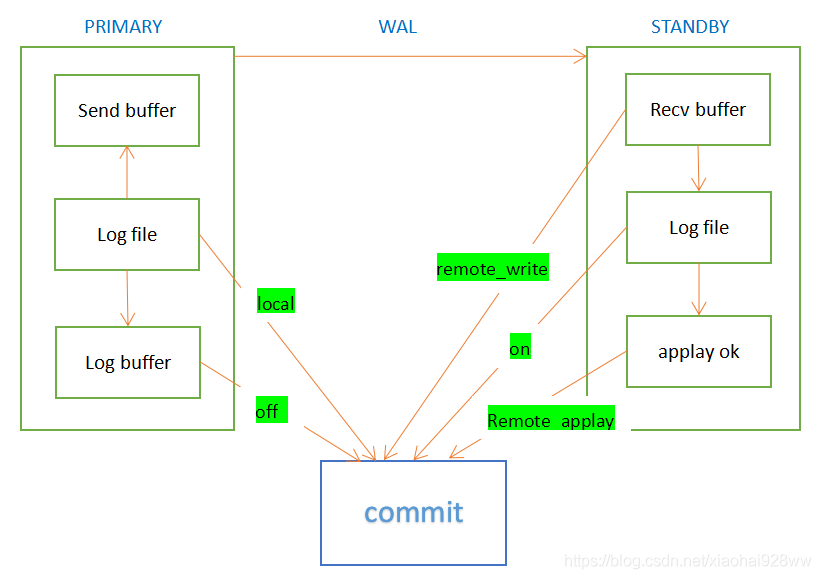 PRIMARY
WAL
STANDBY
Send buffer
Recv buffer
Log file
Log file
remote_write
local
on
Log buffer
applay ok
off
Remote_applay
commit
https://blog.csdn.net/xiaohai928ww